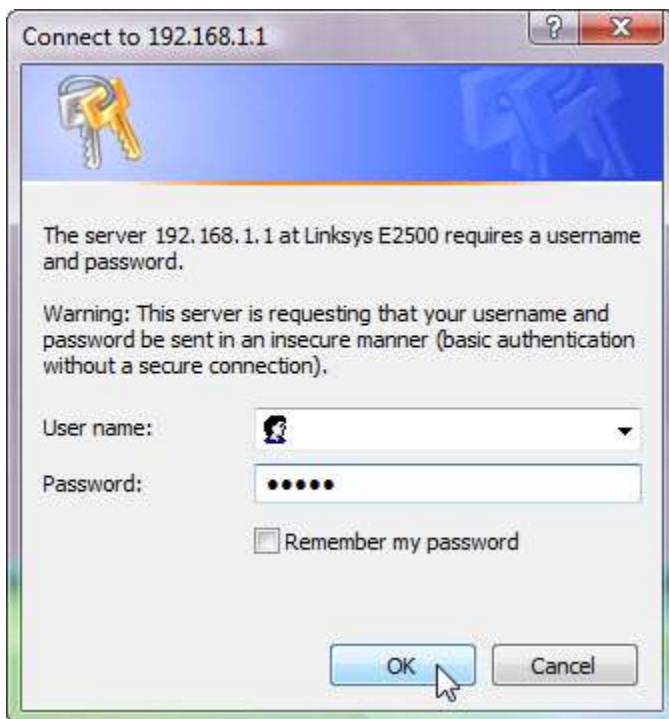 Connect to 192.168.1.1
The server 192.168.1.1 at Linksys E2500 requires a username
and password.
Warning: This server is requesting that your username and
password be sent in an insecure manner (basic authentication
without a secure connection).
User name:
Password: •••••
Remember my password
OK Cancel